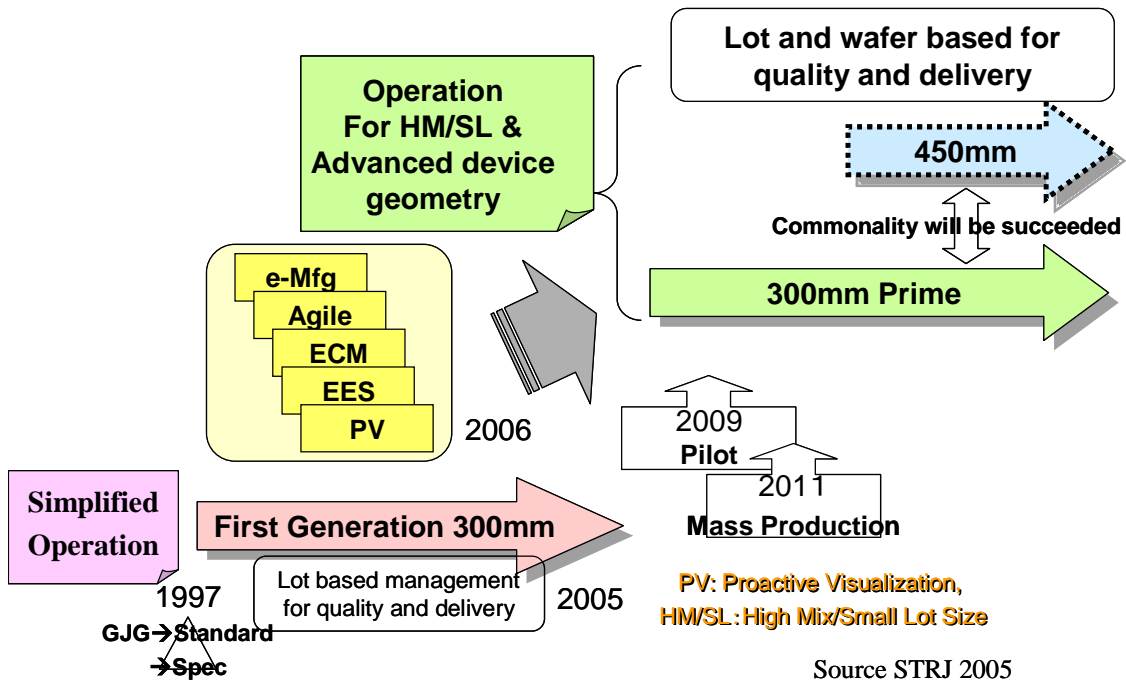 Lot and wafer based for
quality and delivery
Operation
For HM/SL &
Advanced device
geometry
450mm
Commonality will be succeeded
300mm Prime
e-Mfg
Agile
ECM
EES
PV
2006
2009
Pilot
2011
Mass Production
Simplified
Operation
First Generation 300mm
Lot based management
for quality and delivery
1997
2005
GJG→Standard
→Spec
PV: Proactive Visualization,
HM/SL:High Mix/Small Lot Size
Source STRJ 2005